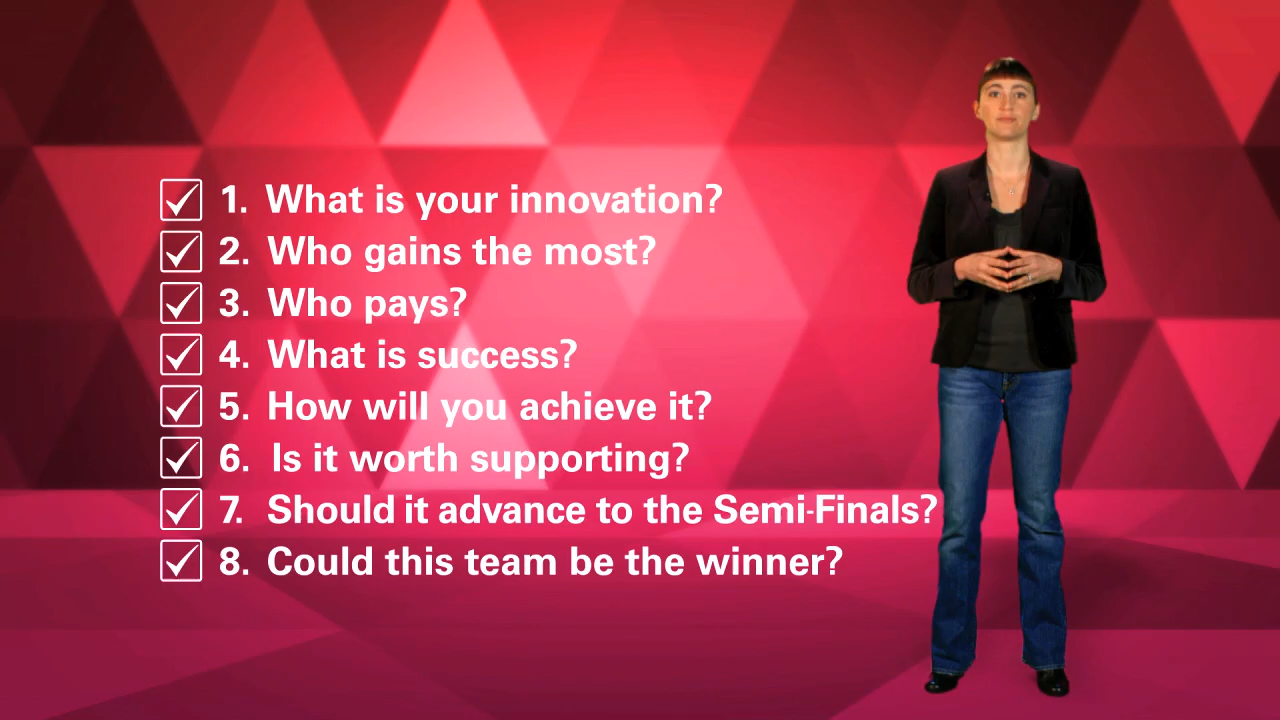 1. What is your innovation?
2. Who gains the most?
3. Who pays?
4. What is success?
5. How will you achieve it?
6. Is it worth supporting?
7. Should it advance to the Semi-Finals?
8. Could this team be the winner?